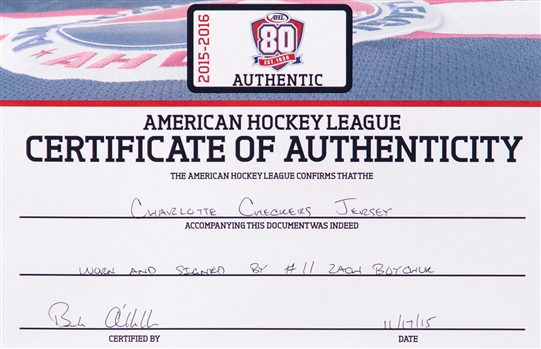 2015-2016
AHL
80
EST. 1936
AUTHENTIC
AMERICAN HOCKEY LEAGUE
CERTIFICATE OF AUTHENTICITY
THE AMERICAN HOCKEY LEAGUE CONFIRMS THAT THE
CHARLOTTE CHECKERS JERSEY
ACCOMPANYING THIS DOCUMENT WAS INDEED
WORN AND SIGNED BY #11 ZACH BOYCHUK
11/17/15
CERTIFIED BY DATE